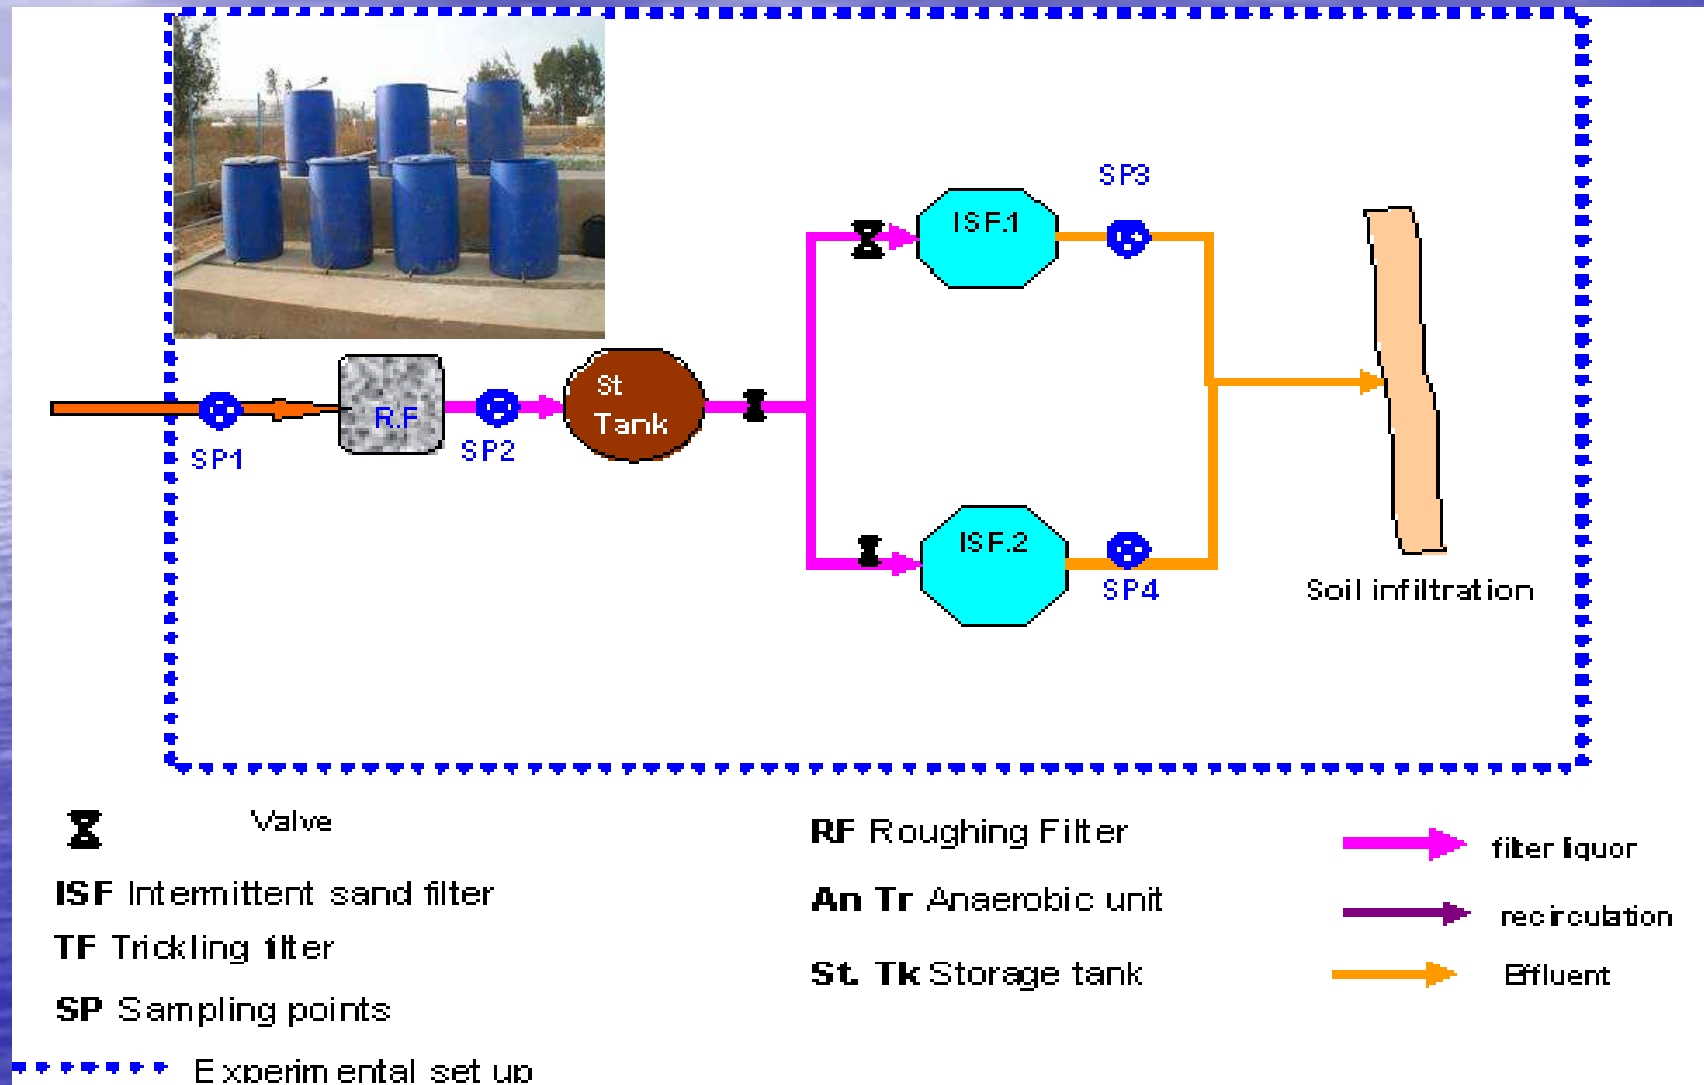 SP3
ISF.1
St
Tank
R.F
SP1
SP2
ISF.2
SP4
Soil infiltration
Valve
ISF Intermittent sand filter
TF Trickling filter
SP Sampling points
Experimental set up
RF Roughing Filter
An Tr Anaerobic unit
St. Tk Storage tank
filter liquor
recirculation
Effluent